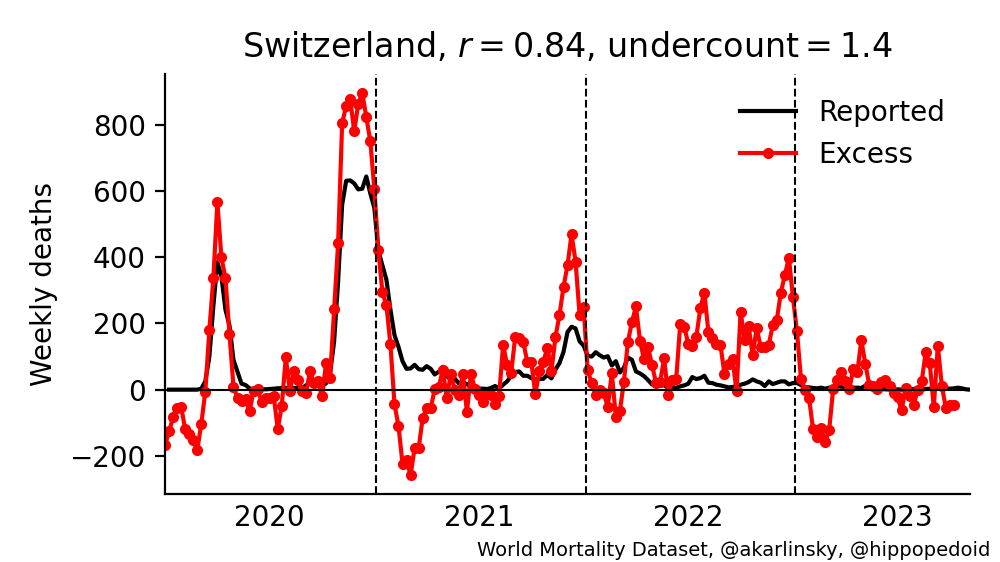 Switzerland, r = 0.84, undercount = 1.4
Reported
Excess
Weekly deaths
800
600
400
200
0
−200
2020 2021 2022 2023
World Mortality Dataset, @akarlinsky, @hippopedoid